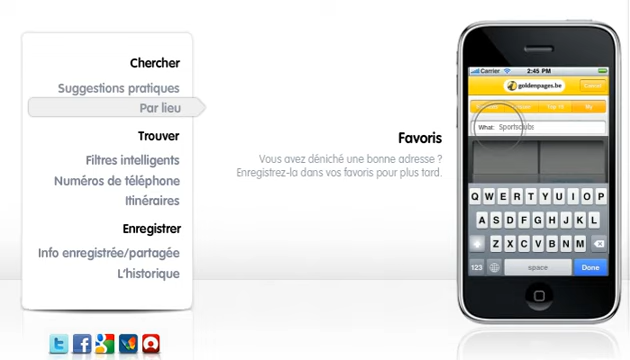 Chercher
Suggestions pratiques
Par lieu
Trouver
Filtres intelligents
Numéros de téléphone
Itinéraires
Enregistrer
Info enregistrée/partagée
L'historique
Favoris
Vous avez déniché une bonne adresse ?
Enregistrez-la dans vos favoris pour plus tard.
Carrier 2:45 PM
goldenpages.be Cancel
What: Sportsclubs
Q W E R T Y U I O P
A S D F G H J K L
Z X C V B N M
123 space Done